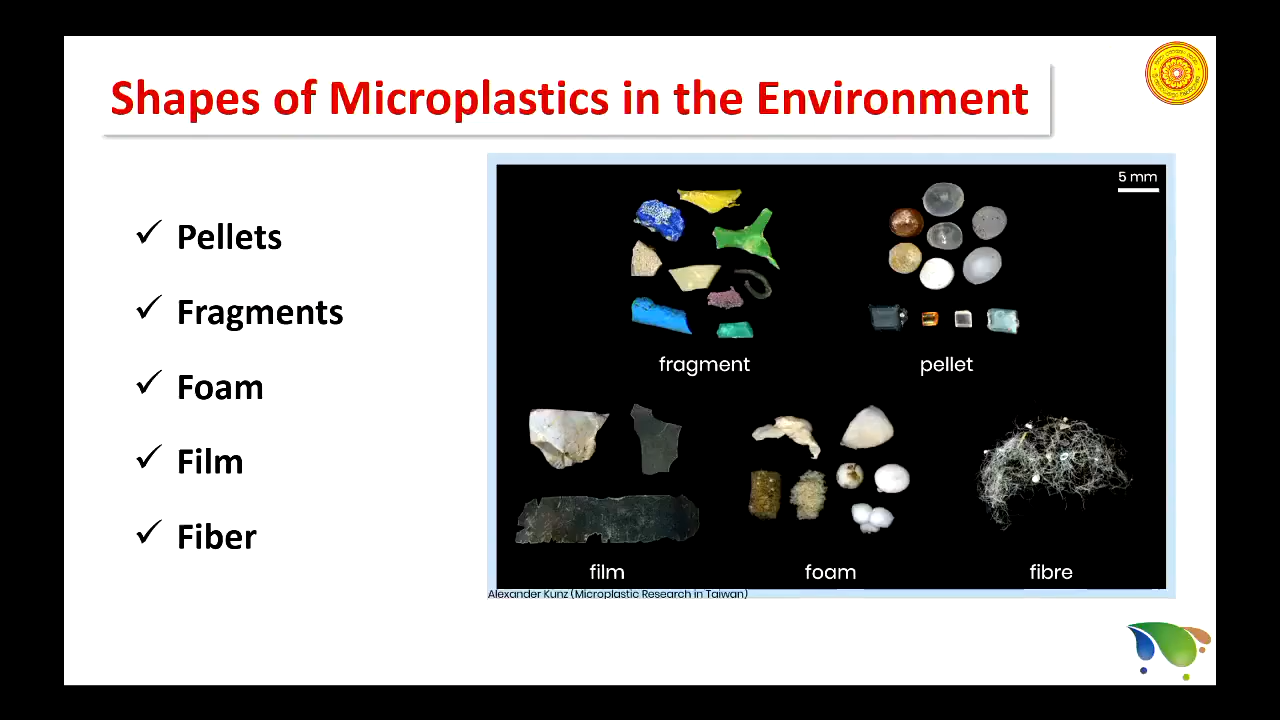 Shapes of Microplastics in the Environment
Pellets
Fragments
Foam
Film
Fiber
5 mm
fragment
pellet
film
foam
fibre
Alexander Kunz (Microplastic Research in Taiwan)